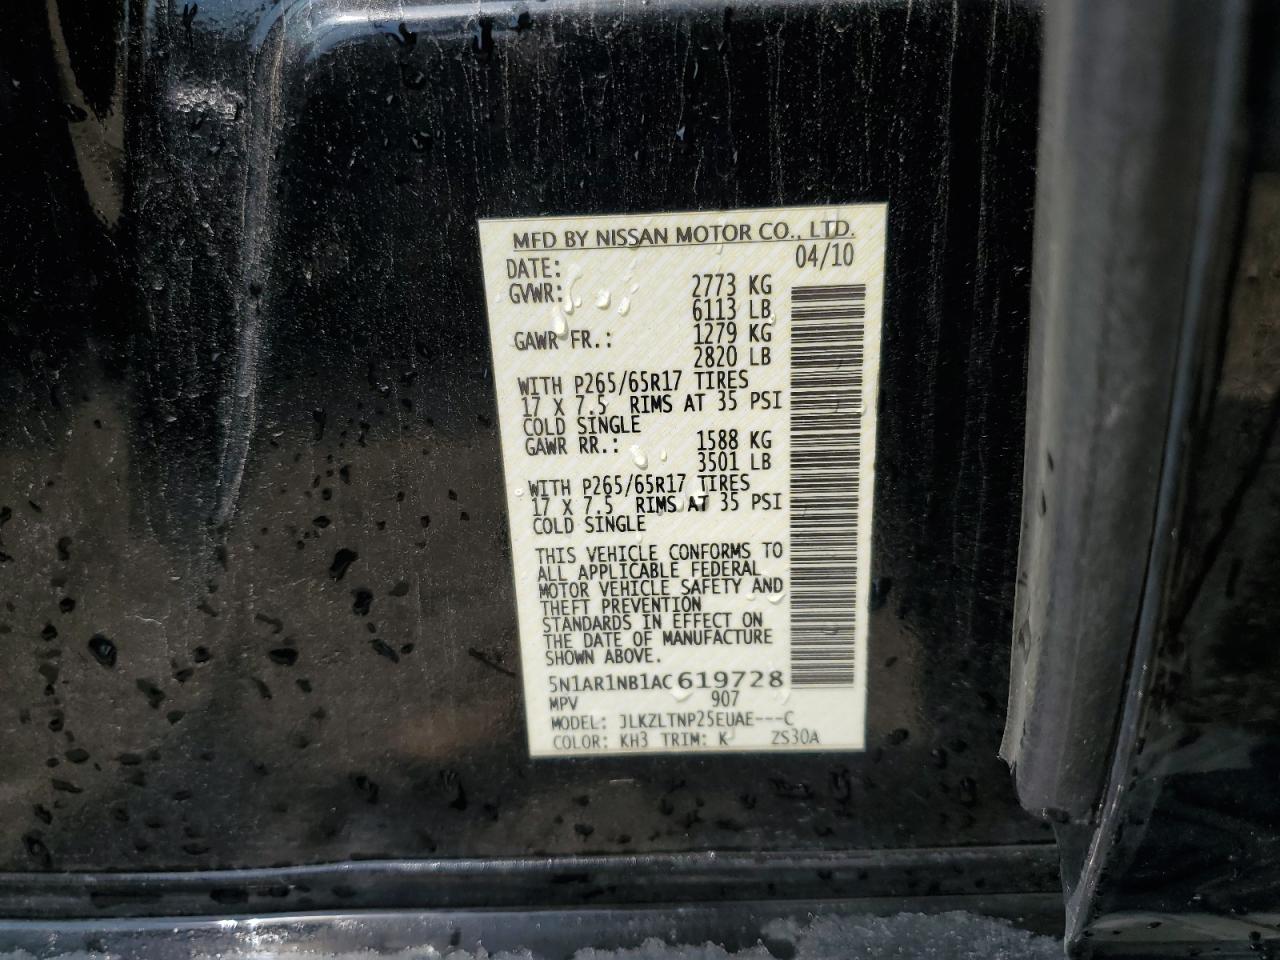 MFD BY NISSAN MOTOR CO., LTD.
DATE: 04/10
GVWR: 2773 KG
6113 LB
GAWR FR.: 1279 KG
2820 LB
WITH P265/65R17 TIRES
17 X 7.5 RIMS AT 35 PSI
COLD SINGLE
GAWR RR.: 1588 KG
3501 LB
WITH P265/65R17 TIRES
17 X 7.5 RIMS AT 35 PSI
COLD SINGLE
THIS VEHICLE CONFORMS TO
ALL APPLICABLE FEDERAL
MOTOR VEHICLE SAFETY AND
THEFT PREVENTION
STANDARDS IN EFFECT ON
THE DATE OF MANUFACTURE
SHOWN ABOVE.
5N1AR1NB1AC619728
MPV 907
MODEL: JLKZLTNP25EUAE---C
COLOR: KH3 TRIM: K ZS30A